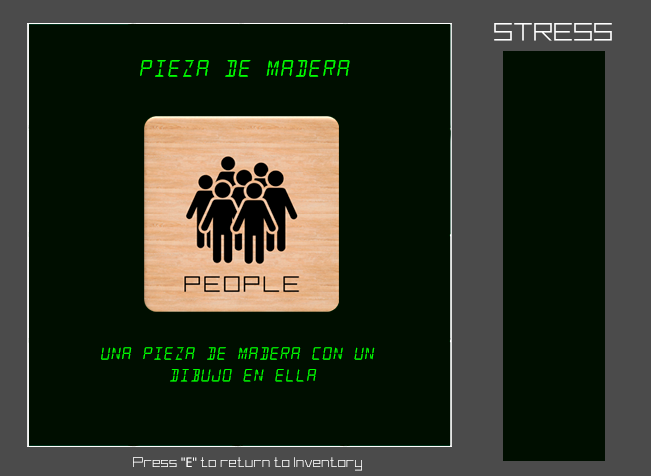 STRESS
PIEZA DE MADERA
PEOPLE
UNA PIEZA DE MADERA CON UN
DIBUJO EN ELLA
Press "E" to return to Inventory